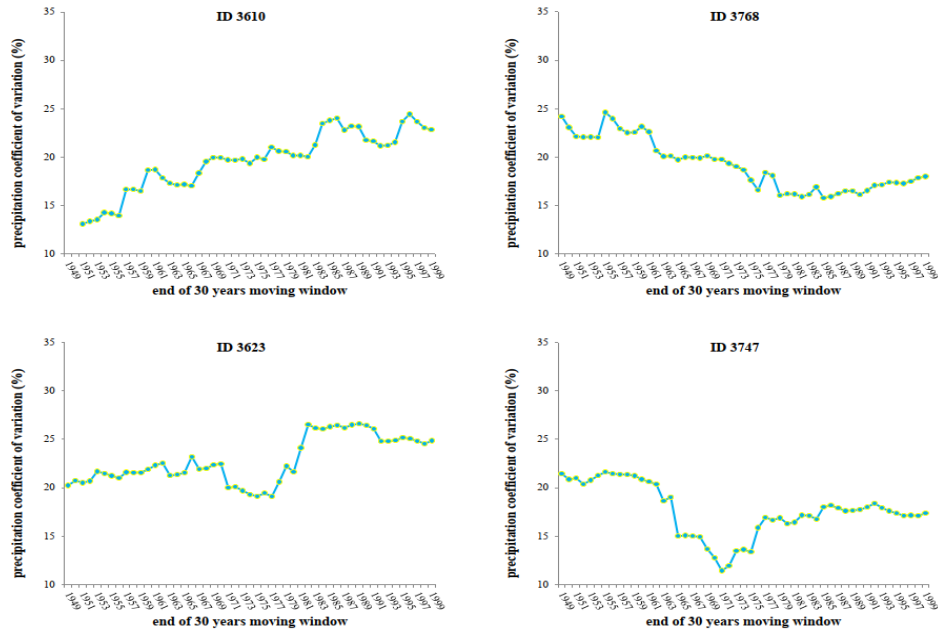 ID 3610
precipitation coefficient of variation (%)
35
30
25
20
15
10
1949 1951 1953 1955 1957 1959 1961 1963 1965 1967 1969 1971 1973 1975 1977 1979 1981 1983 1985 1987 1989 1991 1993 1995 1997 1999
end of 30 years moving window
ID 3768
precipitation coefficient of variation (%)
35
30
25
20
15
10
1949 1951 1953 1955 1957 1959 1961 1963 1965 1967 1969 1971 1973 1975 1977 1979 1981 1983 1985 1987 1989 1991 1993 1995 1997 1999
end of 30 years moving window
ID 3623
precipitation coefficient of variation (%)
35
30
25
20
15
10
1949 1951 1953 1955 1957 1959 1961 1963 1965 1967 1969 1971 1973 1975 1977 1979 1981 1983 1985 1987 1989 1991 1993 1995 1997 1999
end of 30 years moving window
ID 3747
precipitation coefficient of variation (%)
35
30
25
20
15
10
1949 1951 1953 1955 1957 1959 1961 1963 1965 1967 1969 1971 1973 1975 1977 1979 1981 1983 1985 1987 1989 1991 1993 1995 1997 1999
end of 30 years moving window